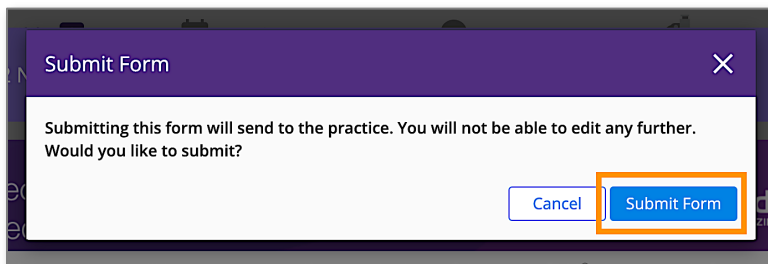 Submit Form
Submitting this form will send to the practice. You will not be able to edit any further.
Would you like to submit?
Cancel
Submit Form